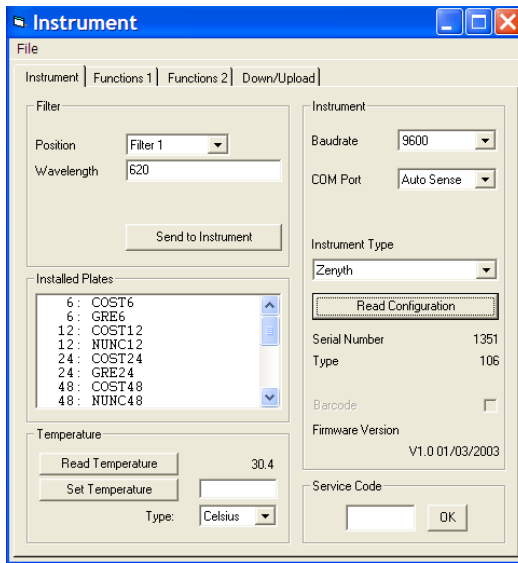 Instrument
File
Instrument Functions 1 Functions 2 Down/Upload
Filter
Position Filter 1
Wavelength 620
Send to Instrument
Installed Plates
6: COST6
6: GRE6
12: COST12
12: NUNC12
24: COST24
24: GRE24
48: COST48
48: NUNC48
Temperature
Read Temperature 30.4
Set Temperature
Type: Celsius
Instrument
Baudrate 9600
COM Port Auto Sense
Instrument Type
Zenyth
Read Configuration
Serial Number 1351
Type 106
Barcode
Firmware Version
V1.0 01/03/2003
Service Code
OK